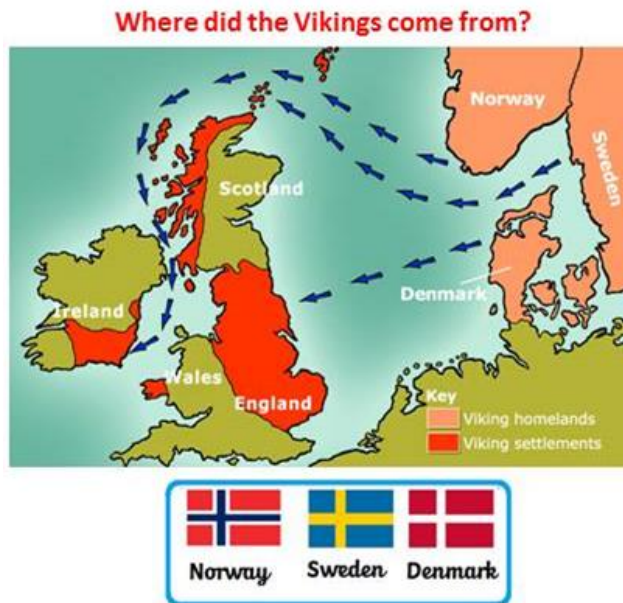 Where did the Vikings come from?
Norway
Sweden
Scotland
Denmark
Ireland
Wales
England
Key
Viking homelands
Viking settlements
Norway Sweden Denmark